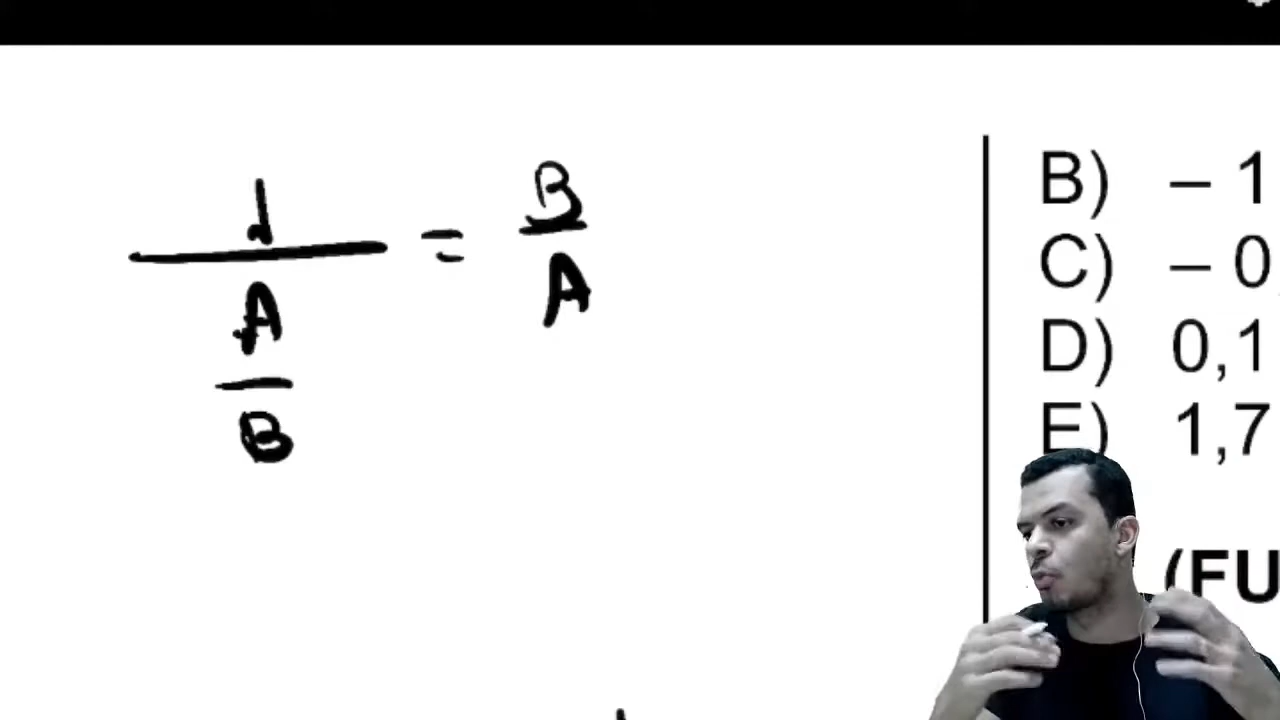 1
A
B
= B
A
B) – 1
C) – 0
D) 0,1
E) 1,7
(FU